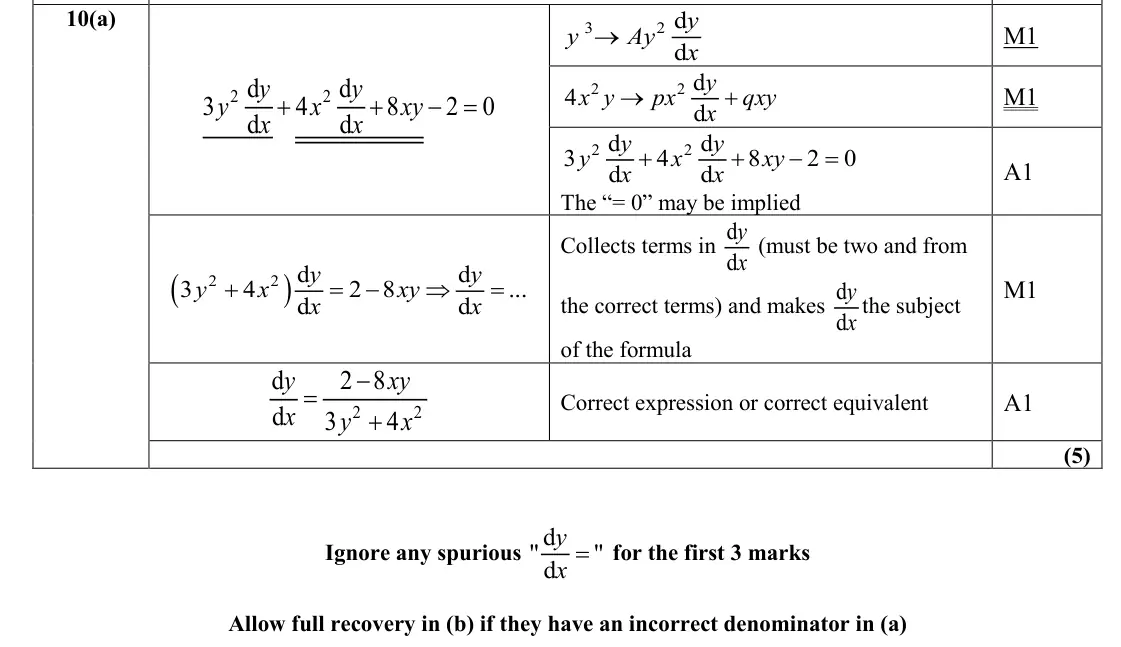 10(a)
3y² dy/dx + 4x² dy/dx + 8xy − 2 = 0
y³ → Ay² dy/dx
M1
4x²y → px² dy/dx + qxy
M1
3y² dy/dx + 4x² dy/dx + 8xy − 2 = 0
The “= 0” may be implied
A1
(3y² + 4x²) dy/dx = 2 − 8xy ⇒ dy/dx = ...
Collects terms in dy/dx (must be two and from
the correct terms) and makes dy/dx the subject
of the formula
M1
dy/dx = (2 − 8xy)/(3y² + 4x²)
Correct expression or correct equivalent
A1
(5)
Ignore any spurious "dy/dx =" for the first 3 marks
Allow full recovery in (b) if they have an incorrect denominator in (a)